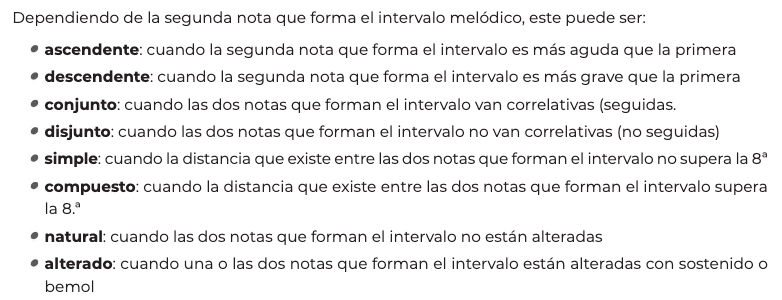 Dependiendo de la segunda nota que forma el intervalo melódico, este puede ser:
ascendente: cuando la segunda nota que forma el intervalo es más aguda que la primera
descendente: cuando la segunda nota que forma el intervalo es más grave que la primera
conjunto: cuando las dos notas que forman el intervalo van correlativas (seguidas.
disjunto: cuando las dos notas que forman el intervalo no van correlativas (no seguidas)
simple: cuando la distancia que existe entre las dos notas que forman el intervalo no supera la 8ª
compuesto: cuando la distancia que existe entre las dos notas que forman el intervalo supera
la 8.ª
natural: cuando las dos notas que forman el intervalo no están alteradas
alterado: cuando una o las dos notas que forman el intervalo están alteradas con sostenido o
bemol